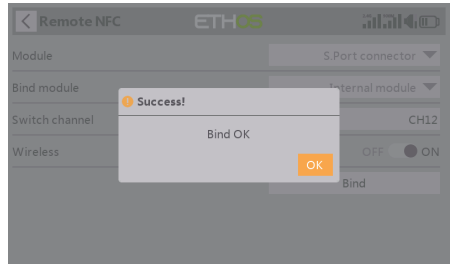 Remote NFC
ETHOS
Module
S.Port connector
Bind module
Internal module
Success!
Switch channel
CH12
Bind OK
Wireless
OFF
ON
OK
Bind